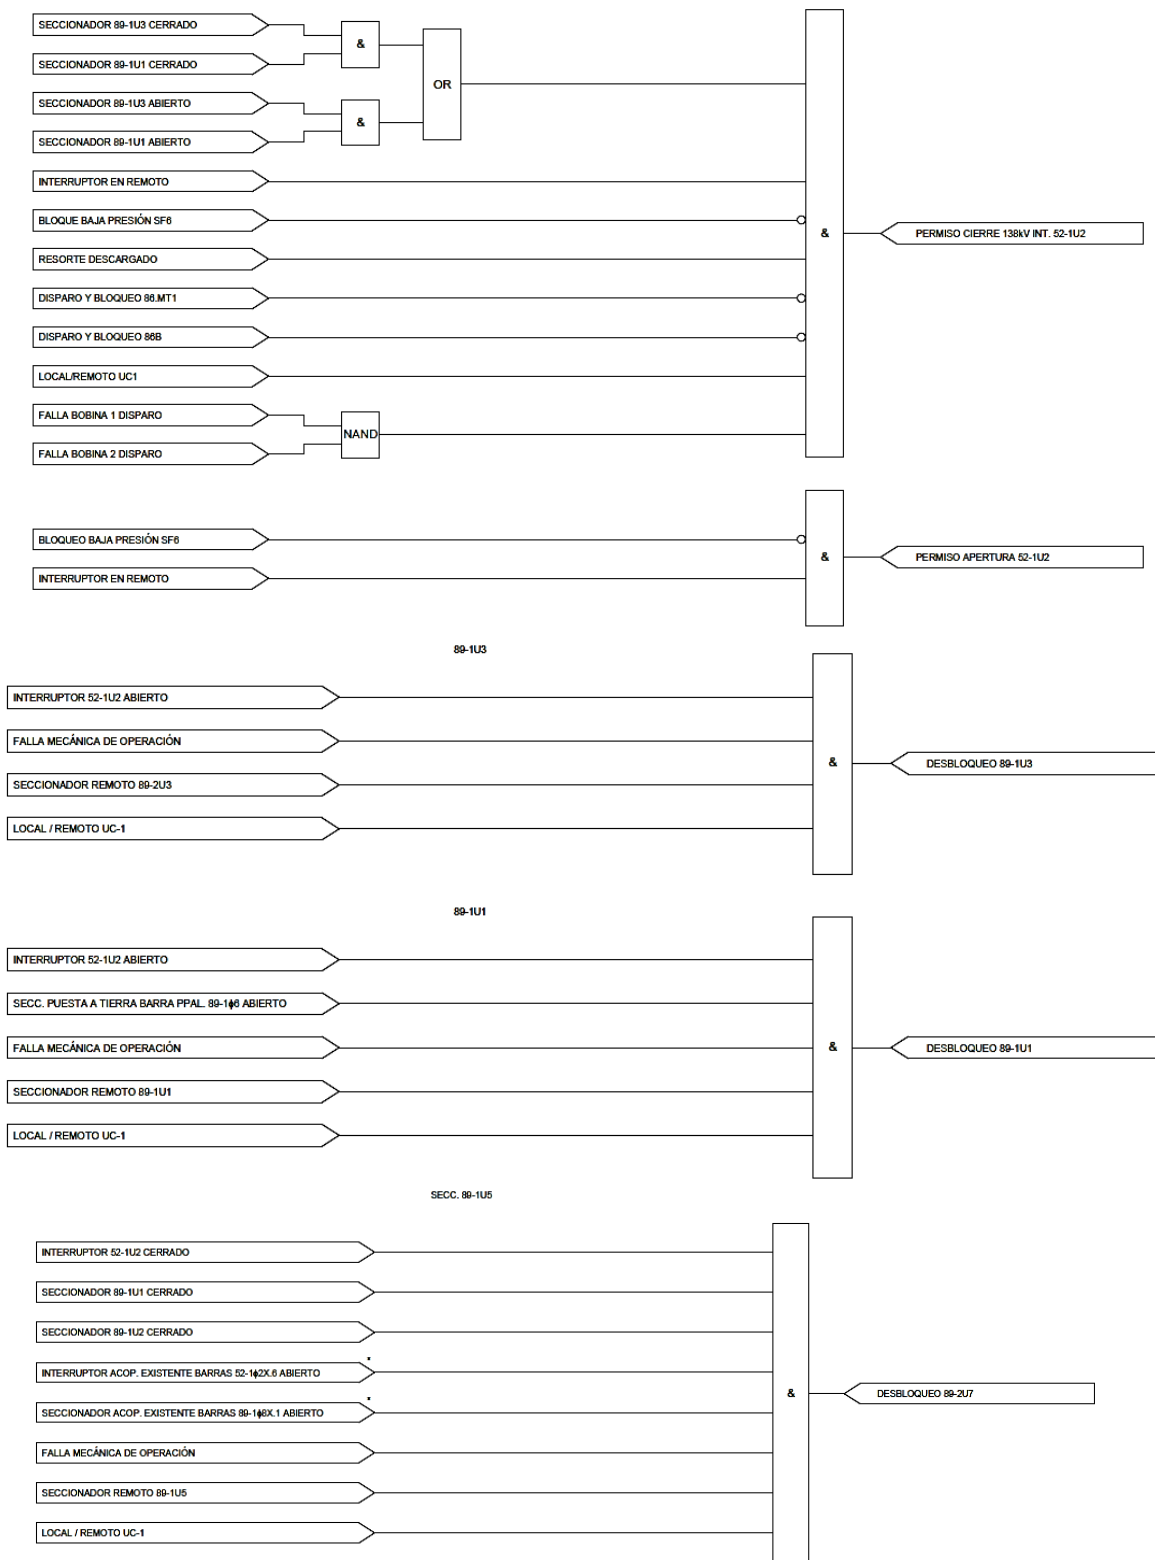 SECCIONADOR 89-1U3 CERRADO
SECCIONADOR 89-1U1 CERRADO
&
OR
SECCIONADOR 89-1U3 ABIERTO
SECCIONADOR 89-1U1 ABIERTO
&
INTERRUPTOR EN REMOTO
BLOQUE BAJA PRESIÓN SF6
RESORTE DESCARGADO
DISPARO Y BLOQUEO 86.MT1
DISPARO Y BLOQUEO 86B
LOCAL/REMOTO UC1
FALLA BOBINA 1 DISPARO
FALLA BOBINA 2 DISPARO
NAND
&
PERMISO CIERRE 138kV INT. 52-1U2
BLOQUEO BAJA PRESIÓN SF6
INTERRUPTOR EN REMOTO
&
PERMISO APERTURA 52-1U2
89-1U3
INTERRUPTOR 52-1U2 ABIERTO
FALLA MECÁNICA DE OPERACIÓN
SECCIONADOR REMOTO 89-2U3
LOCAL / REMOTO UC-1
&
DESBLOQUEO 89-1U3
89-1U1
INTERRUPTOR 52-1U2 ABIERTO
SECC. PUESTA A TIERRA BARRA PPAL. 89-1ϕ6 ABIERTO
FALLA MECÁNICA DE OPERACIÓN
SECCIONADOR REMOTO 89-1U1
LOCAL / REMOTO UC-1
&
DESBLOQUEO 89-1U1
SECC. 89-1U5
INTERRUPTOR 52-1U2 CERRADO
SECCIONADOR 89-1U1 CERRADO
SECCIONADOR 89-1U2 CERRADO
INTERRUPTOR ACOP. EXISTENTE BARRAS 52-1ϕ2X.6 ABIERTO *
SECCIONADOR ACOP. EXISTENTE BARRAS 89-1ϕ8X.1 ABIERTO *
FALLA MECÁNICA DE OPERACIÓN
SECCIONADOR REMOTO 89-1U5
LOCAL / REMOTO UC-1
&
DESBLOQUEO 89-2U7